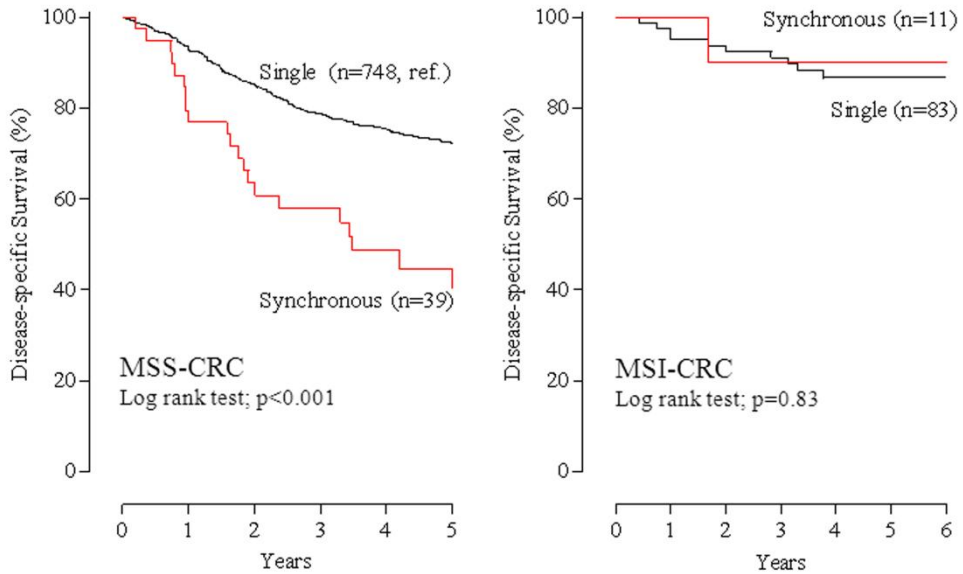 Disease-specific Survival (%)
100
80
60
40
20
0
Single (n=748, ref.)
Synchronous (n=39)
MSS-CRC
Log rank test; p<0.001
0 1 2 3 4 5
Years
Disease-specific Survival (%)
100
80
60
40
20
0
Synchronous (n=11)
Single (n=83)
MSI-CRC
Log rank test; p=0.83
0 1 2 3 4 5 6
Years